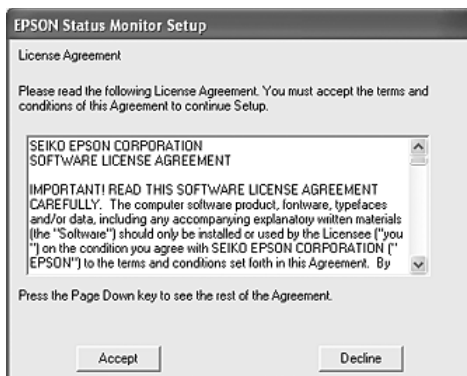 EPSON Status Monitor Setup
License Agreement
Please read the following License Agreement. You must accept the terms and
conditions of this Agreement to continue Setup.
SEIKO EPSON CORPORATION
SOFTWARE LICENSE AGREEMENT
IMPORTANT! READ THIS SOFTWARE LICENSE AGREEMENT
CAREFULLY. The computer software product, fontware, typefaces
and/or data, including any accompanying explanatory written materials
(the "Software") should only be installed or used by the Licensee ("you
") on the condition you agree with SEIKO EPSON CORPORATION ("
EPSON") to the terms and conditions set forth in this Agreement. By
Press the Page Down key to see the rest of the Agreement.
Accept
Decline